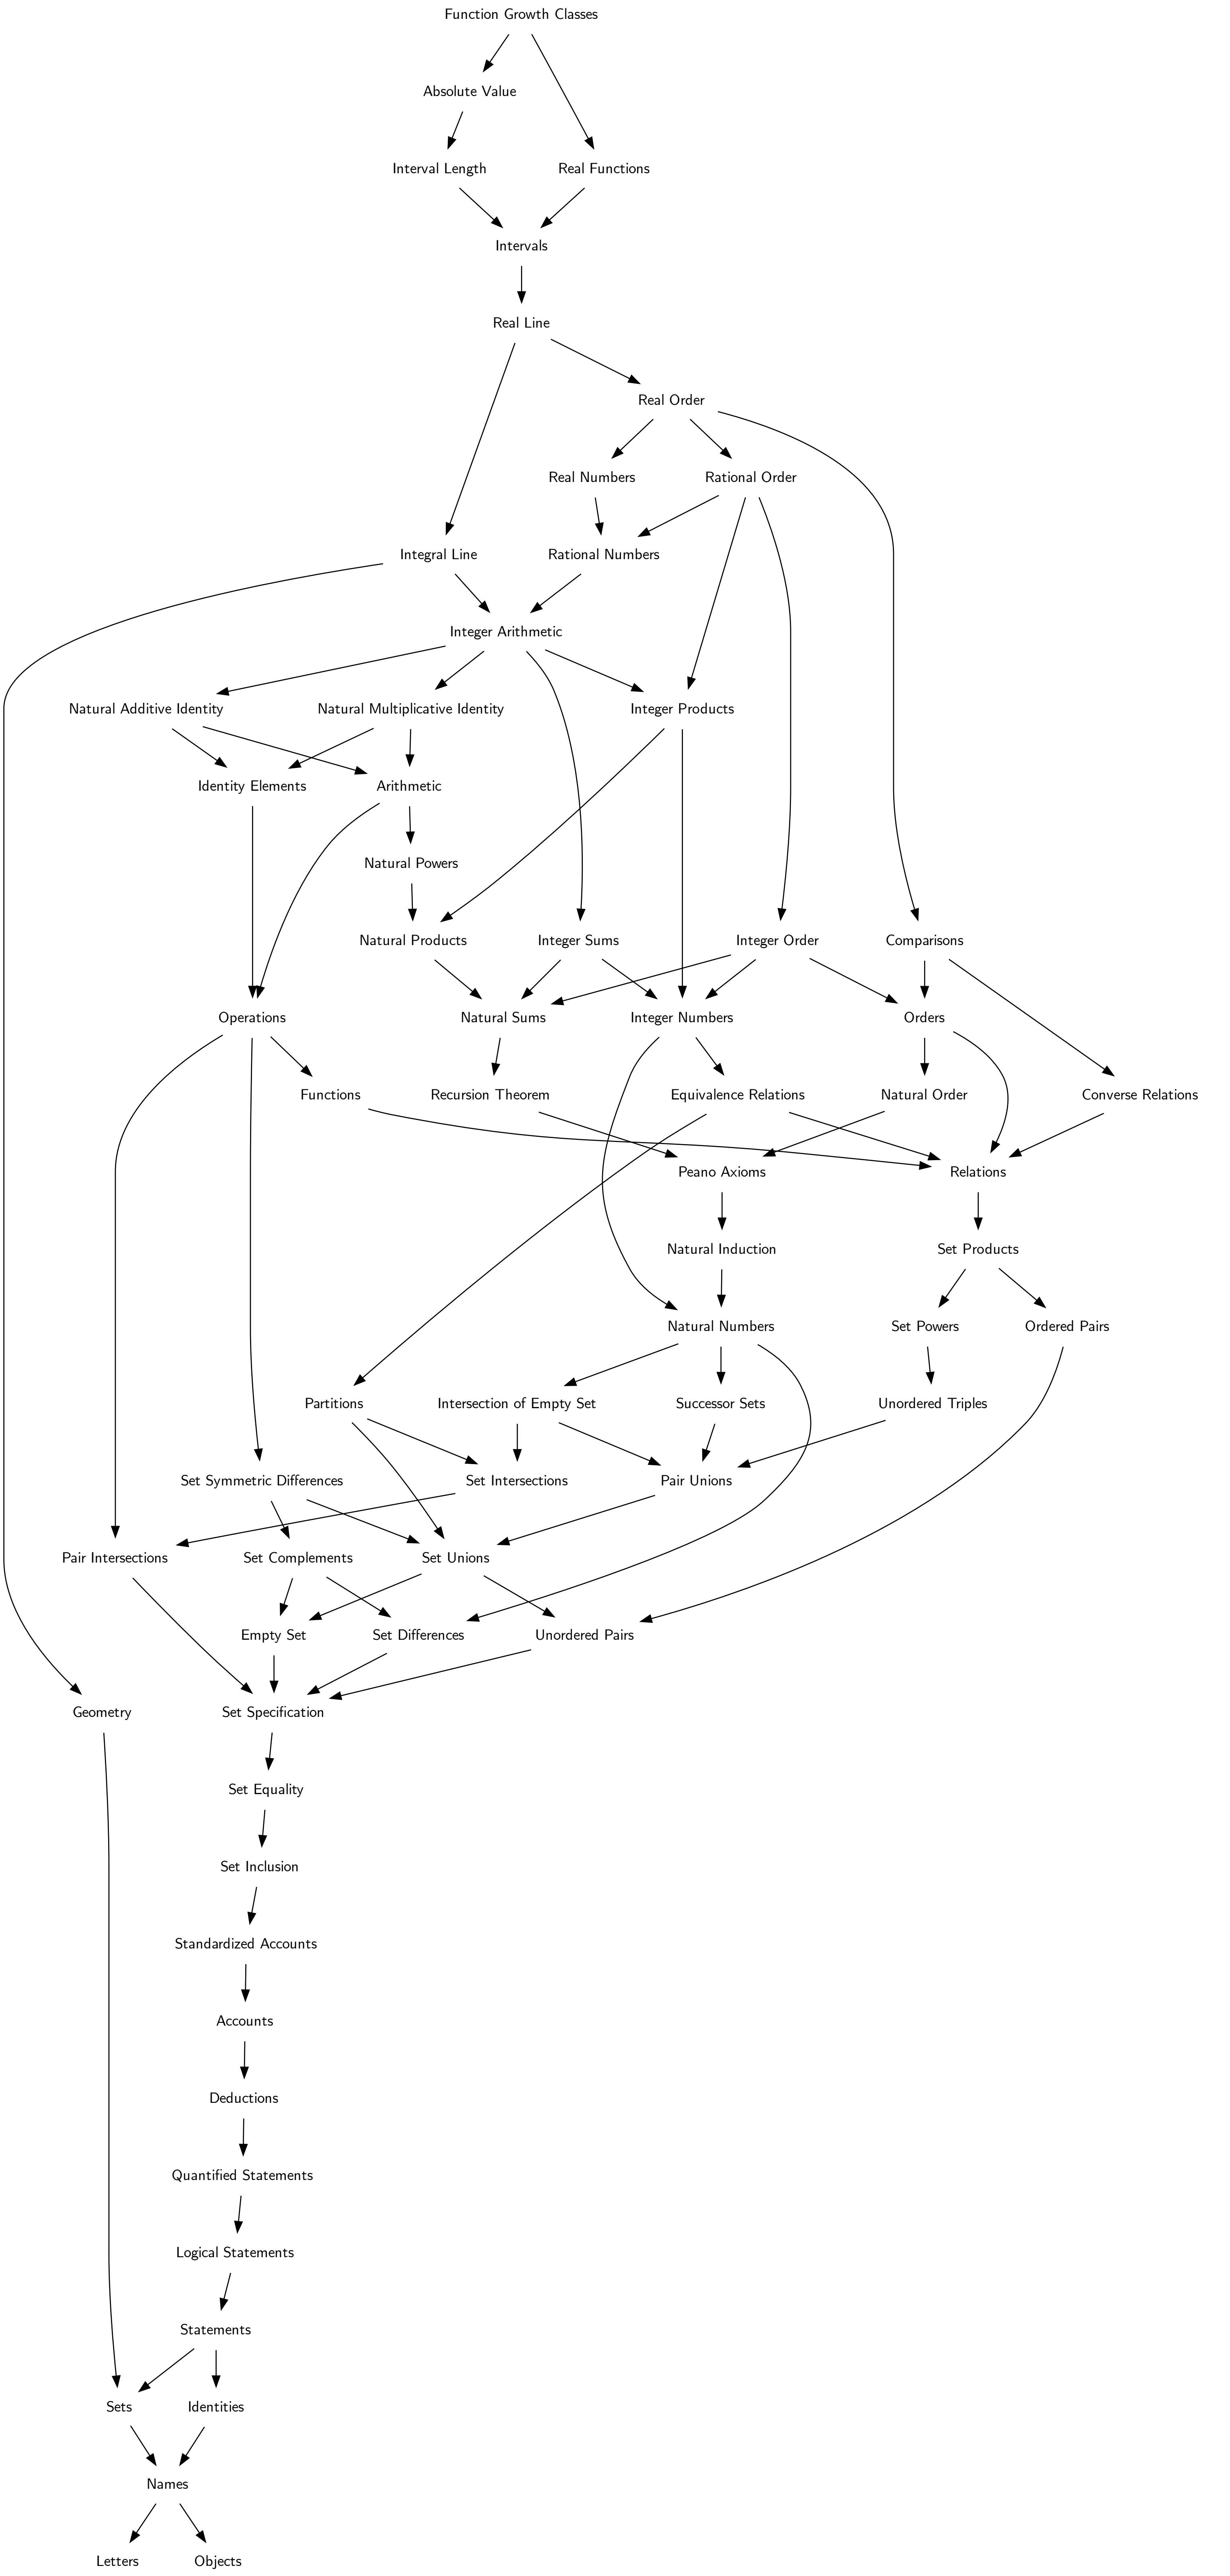 Function Growth Classes
Absolute Value
Interval Length
Real Functions
Intervals
Real Line
Real Order
Real Numbers
Rational Order
Integral Line
Rational Numbers
Integer Arithmetic
Natural Additive Identity
Natural Multiplicative Identity
Integer Products
Identity Elements
Arithmetic
Natural Powers
Natural Products
Integer Sums
Integer Order
Comparisons
Operations
Natural Sums
Integer Numbers
Orders
Functions
Recursion Theorem
Equivalence Relations
Natural Order
Converse Relations
Peano Axioms
Relations
Natural Induction
Set Products
Natural Numbers
Set Powers
Ordered Pairs
Partitions
Intersection of Empty Set
Successor Sets
Unordered Triples
Set Symmetric Differences
Set Intersections
Pair Unions
Pair Intersections
Set Complements
Set Unions
Empty Set
Set Differences
Unordered Pairs
Geometry
Set Specification
Set Equality
Set Inclusion
Standardized Accounts
Accounts
Deductions
Quantified Statements
Logical Statements
Statements
Sets
Identities
Names
Letters
Objects